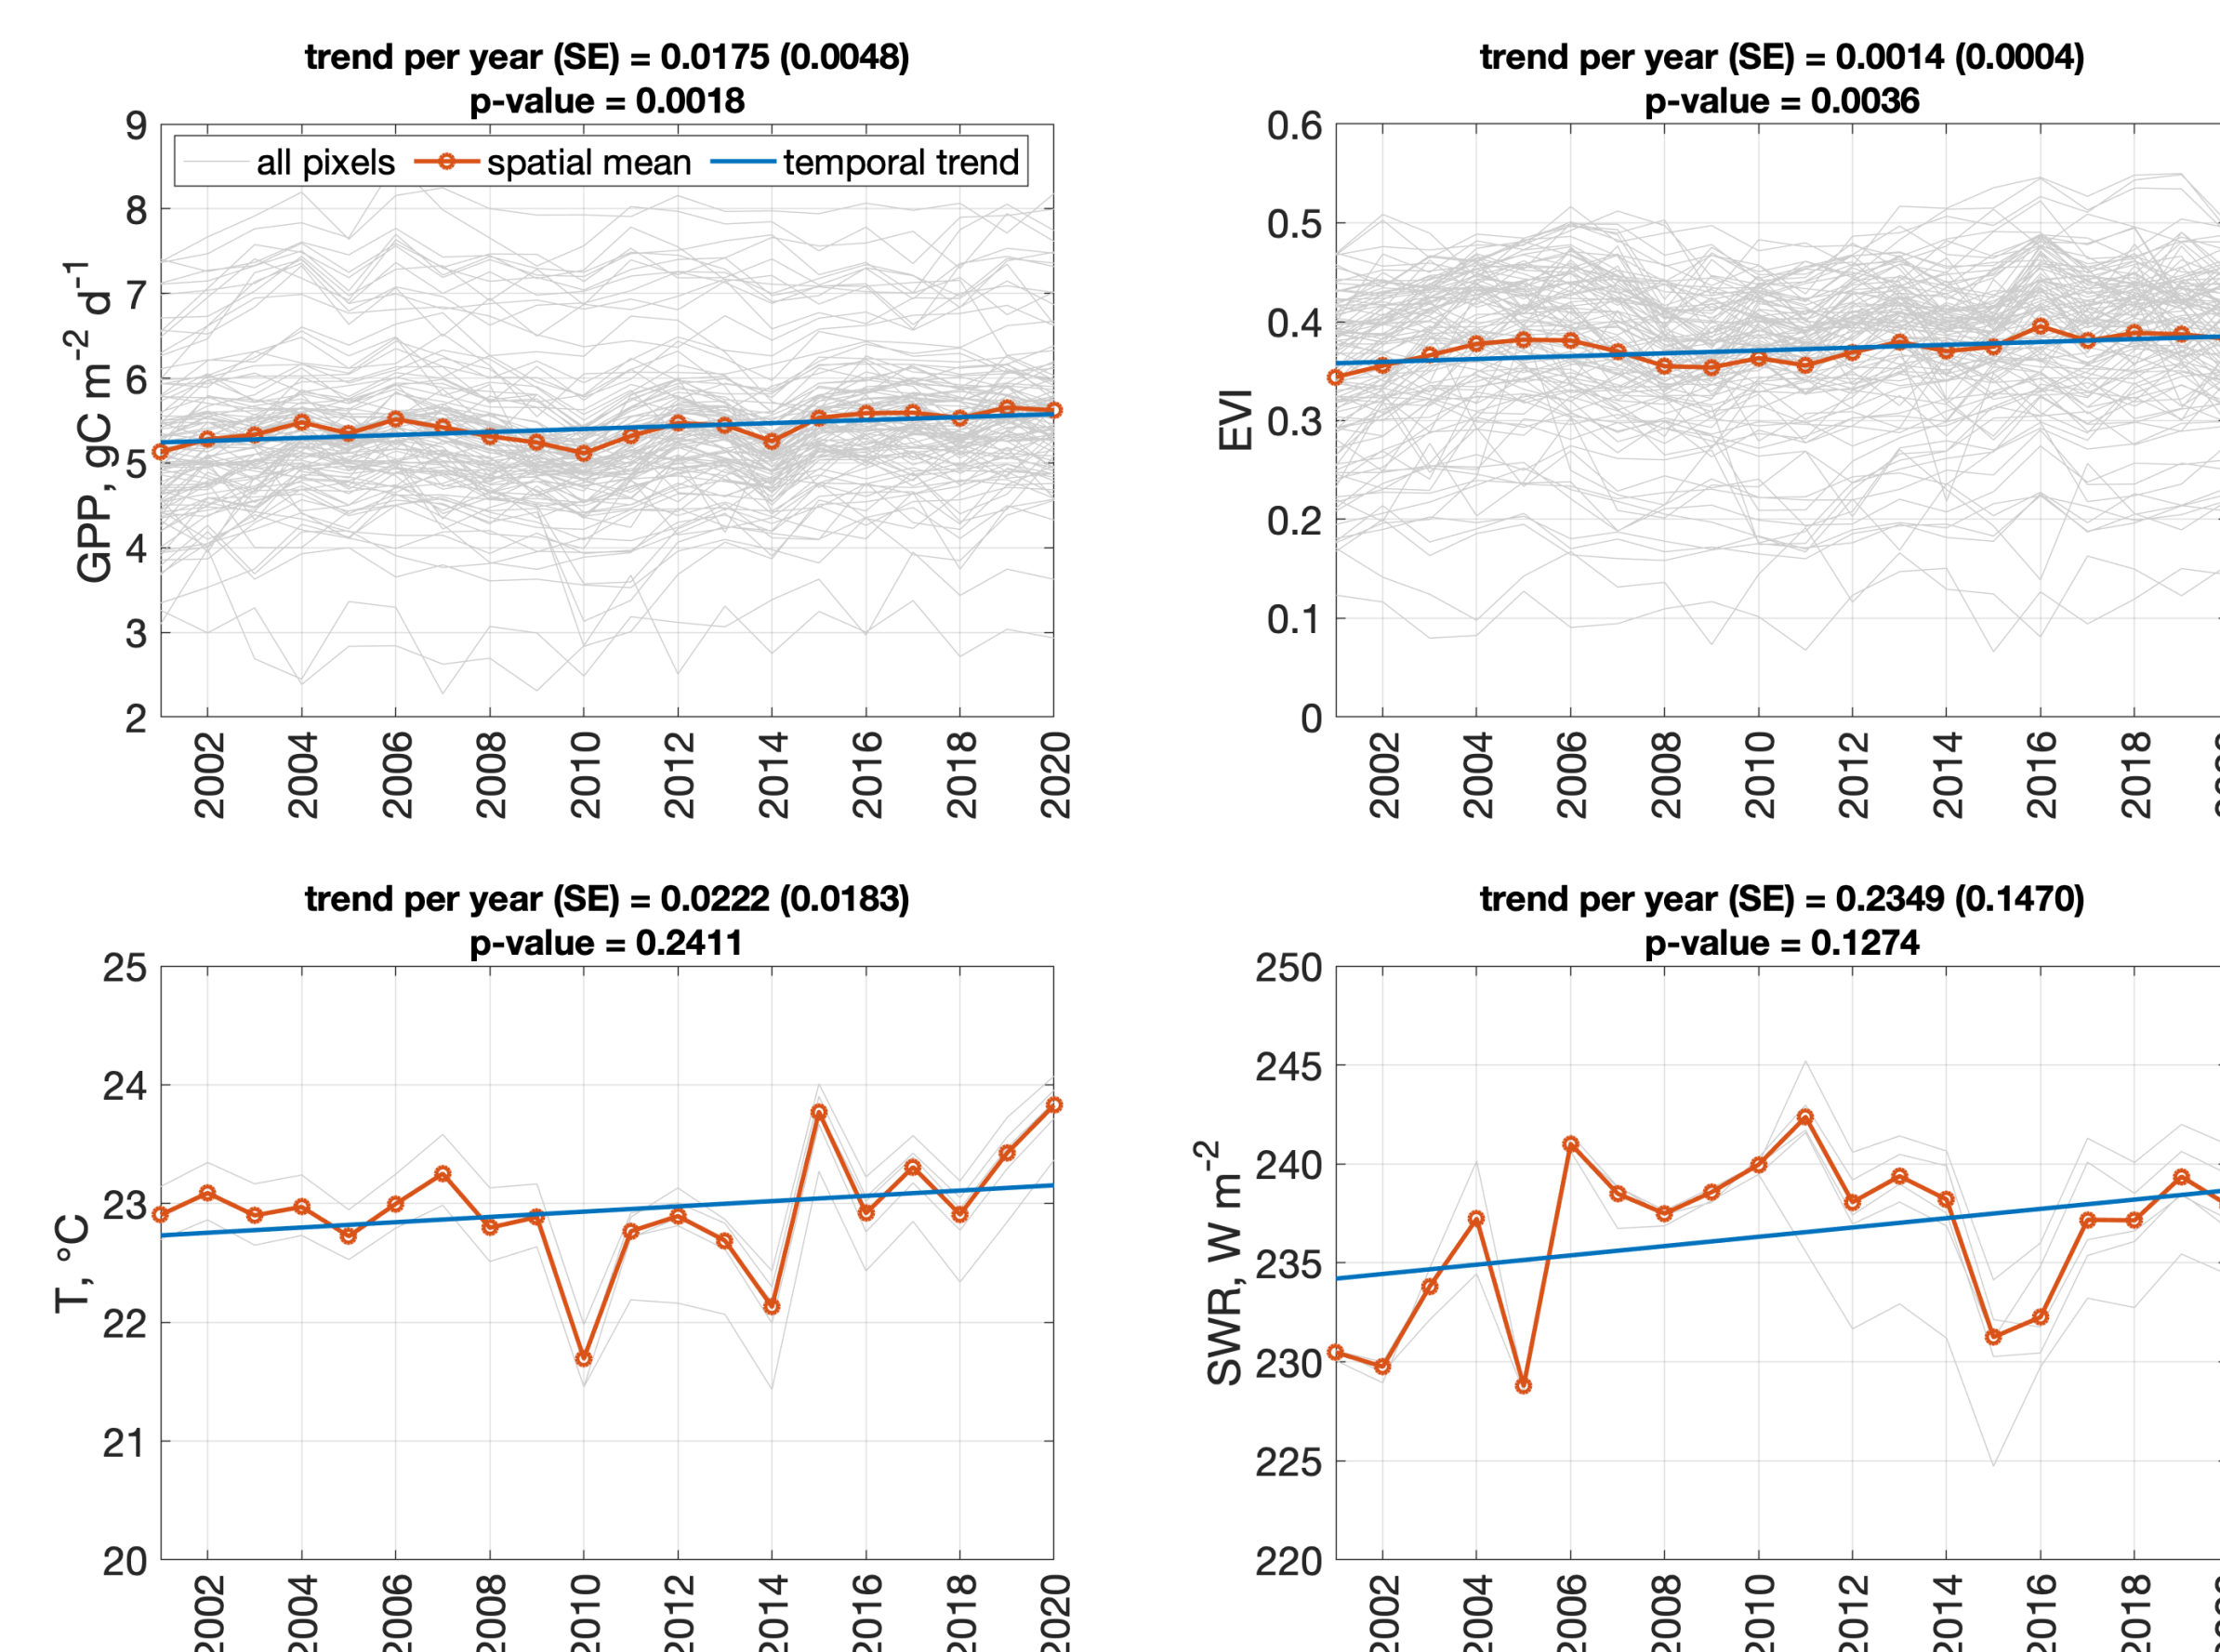 trend per year (SE) = 0.0175 (0.0048)
p-value = 0.0018
all pixels spatial mean temporal trend
GPP, gC m⁻² d⁻¹
9
8
7
6
5
4
3
2
2002 2004 2006 2008 2010 2012 2014 2016 2018 2020
trend per year (SE) = 0.0014 (0.0004)
p-value = 0.0036
EVI
0.6
0.5
0.4
0.3
0.2
0.1
0
2002 2004 2006 2008 2010 2012 2014 2016 2018
trend per year (SE) = 0.0222 (0.0183)
p-value = 0.2411
T, °C
25
24
23
22
21
20
2002 2004 2006 2008 2010 2012 2014 2016 2018 2020
trend per year (SE) = 0.2349 (0.1470)
p-value = 0.1274
SWR, W m⁻²
250
245
240
235
230
225
220
2002 2004 2006 2008 2010 2012 2014 2016 2018